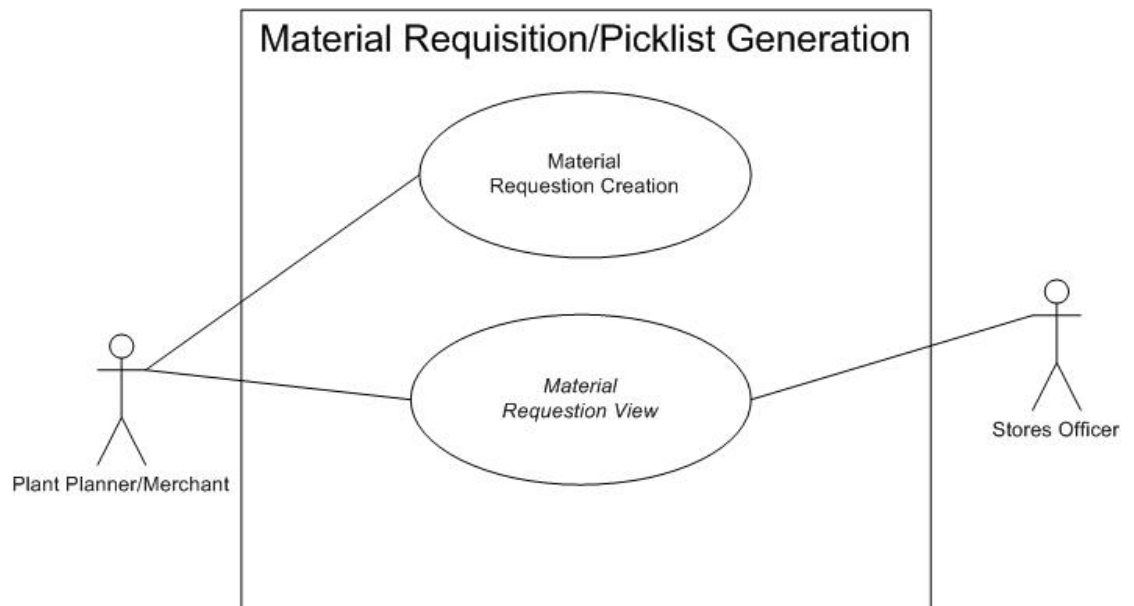 Material Requisition/Picklist Generation
Material
Requestion Creation
Material
Requestion View
Plant Planner/Merchant
Stores Officer